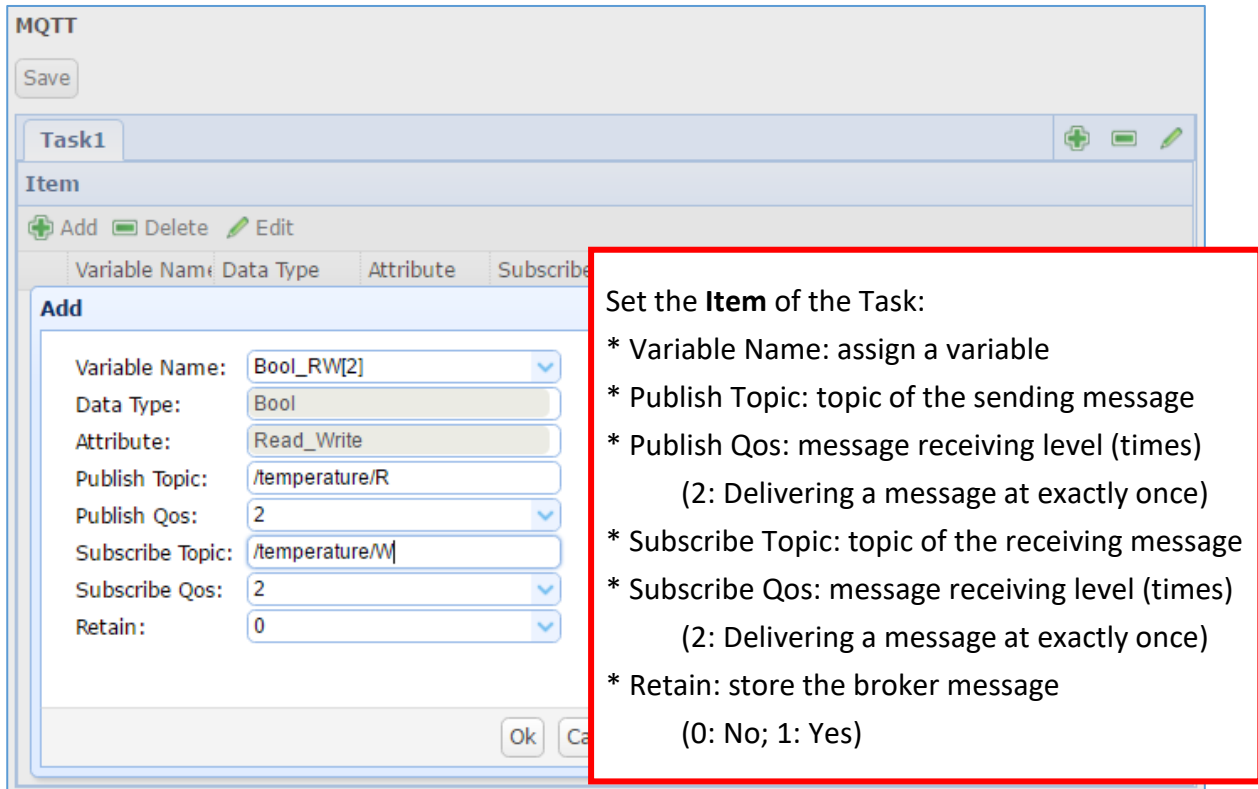 MQTT
Save
Task1
Item
Add Delete Edit
Variable Name Data Type Attribute Subscribe
Add
Variable Name: Bool_RW[2]
Data Type: Bool
Attribute: Read_Write
Publish Topic: /temperature/R
Publish Qos: 2
Subscribe Topic: /temperature/W
Subscribe Qos: 2
Retain: 0
Ok
Set the Item of the Task:
* Variable Name: assign a variable
* Publish Topic: topic of the sending message
* Publish Qos: message receiving level (times)
(2: Delivering a message at exactly once)
* Subscribe Topic: topic of the receiving message
* Subscribe Qos: message receiving level (times)
(2: Delivering a message at exactly once)
* Retain: store the broker message
(0: No; 1: Yes)